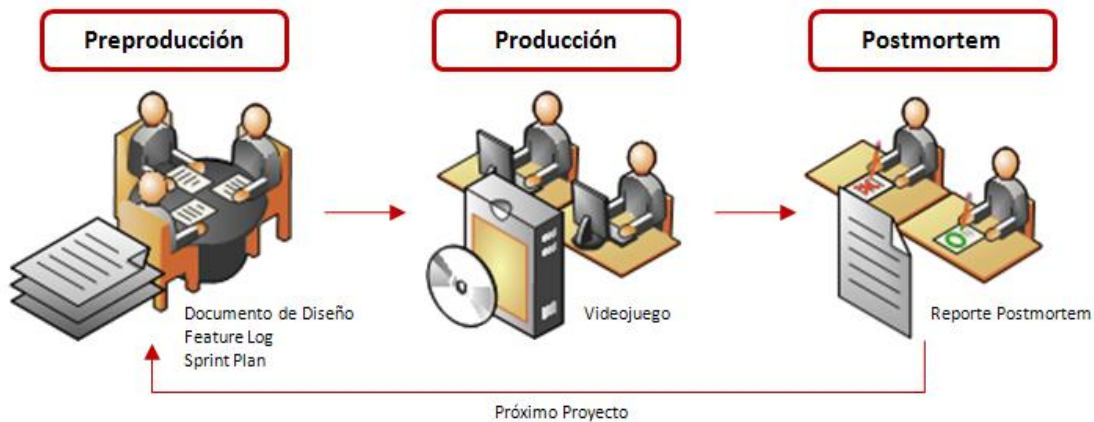 Preproducción
Producción
Postmortem
Documento de Diseño
Feature Log
Sprint Plan
Videojuego
Reporte Postmortem
Próximo Proyecto